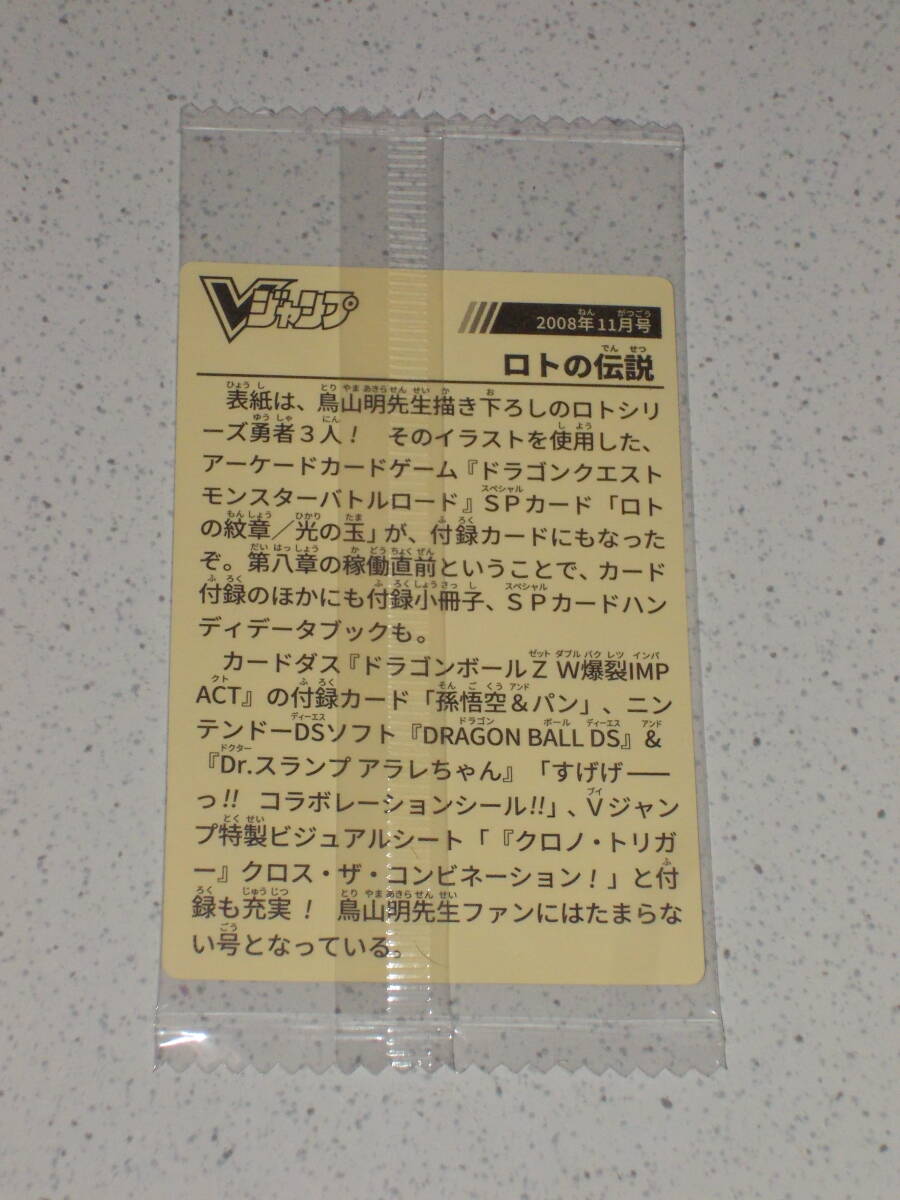 Vジャンプ
2008年11月号
ロトの伝説
表紙は、鳥山明先生描き下ろしのロトシリ
ーズ勇者3人! そのイラストを使用した、
アーケードカードゲーム『ドラゴンクエスト
モンスターバトルロード』SPカード「ロト
の紋章/光の玉」が、付録カードにもなった
ぞ。第八章の稼働直前ということで、カード
付録のほかにも付録小冊子、SPカードハン
ディデータブックも。
カードダス『ドラゴンボールZ W爆裂IMP
ACT』の付録カード「孫悟空&パン」、ニン
テンドーDSソフト『DRAGON BALL DS』&
『Dr.スランプ アラレちゃん』「すげげ──
っ!! コラボレーションシール!!」、Vジャン
プ特製ビジュアルシート「『クロノ・トリガ
ー』クロス・ザ・コンビネーション!」と付
録も充実! 鳥山明先生ファンにはたまらな
い号となっている。